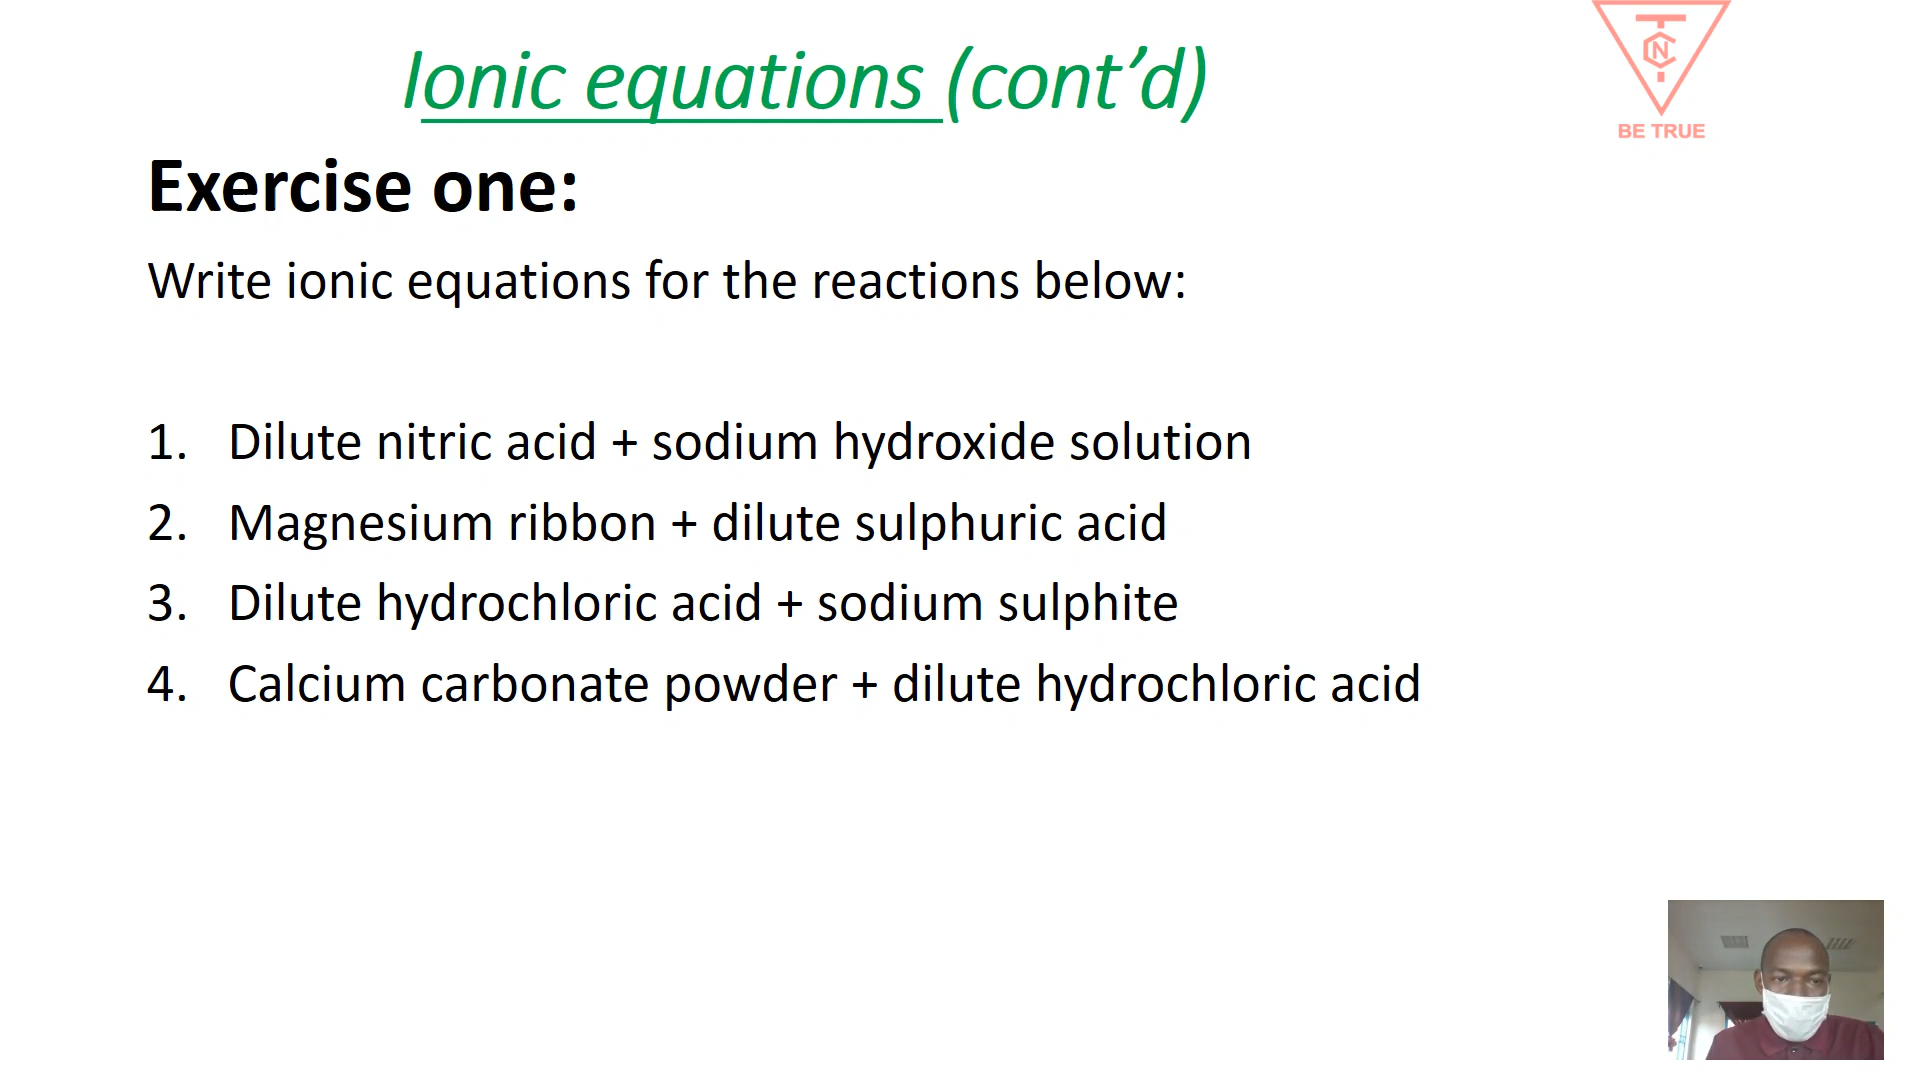 Ionic equations (cont’d)
T
N C
I
BE TRUE
Exercise one:
Write ionic equations for the reactions below:
1. Dilute nitric acid + sodium hydroxide solution
2. Magnesium ribbon + dilute sulphuric acid
3. Dilute hydrochloric acid + sodium sulphite
4. Calcium carbonate powder + dilute hydrochloric acid